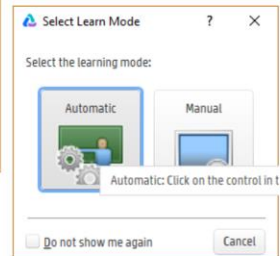 Select Learn Mode ? ×
Select the learning mode:
Automatic Manual
Automatic: Click on the control in t
Do not show me again Cancel